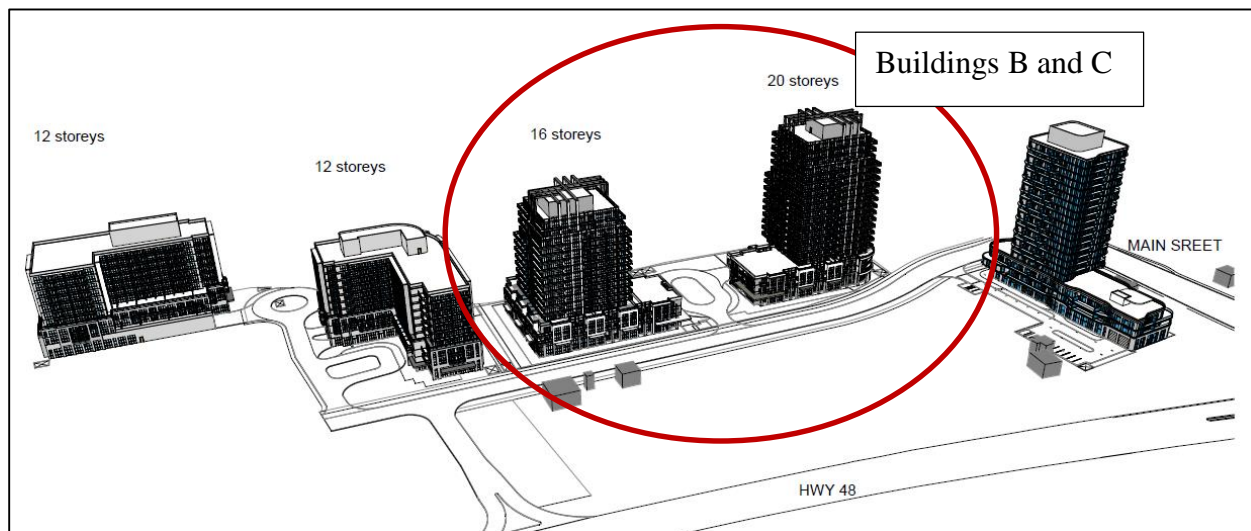 Buildings B and C
20 storeys
16 storeys
12 storeys
12 storeys
MAIN SREET
HWY 48